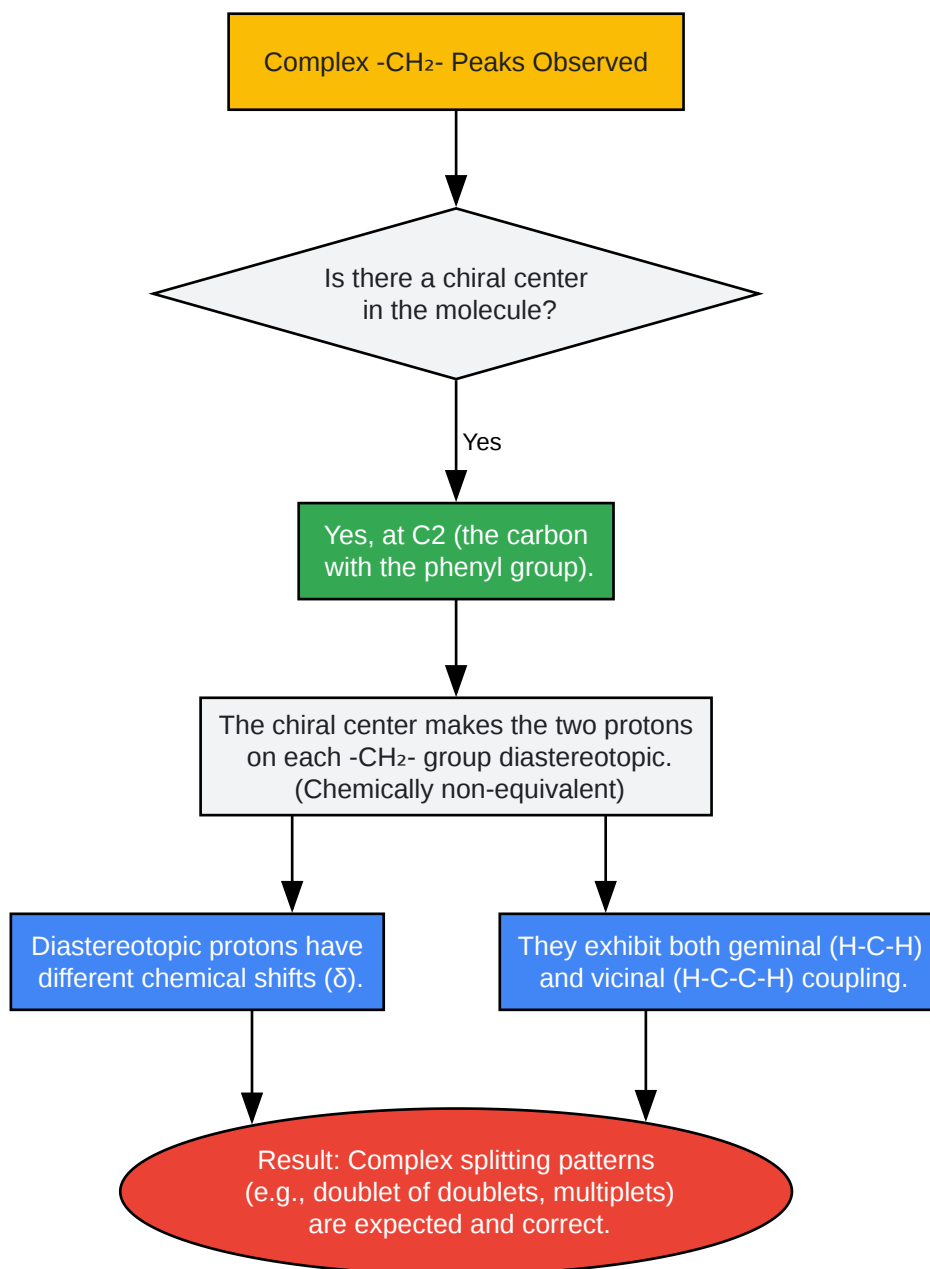 Complex -CH₂- Peaks Observed
Is there a chiral center
in the molecule?
Yes
Yes, at C2 (the carbon
with the phenyl group).
The chiral center makes the two protons
on each -CH₂- group diastereotopic.
(Chemically non-equivalent)
Diastereotopic protons have
different chemical shifts (δ).
They exhibit both geminal (H-C-H)
and vicinal (H-C-C-H) coupling.
Result: Complex splitting patterns
(e.g., doublet of doublets, multiplets)
are expected and correct.